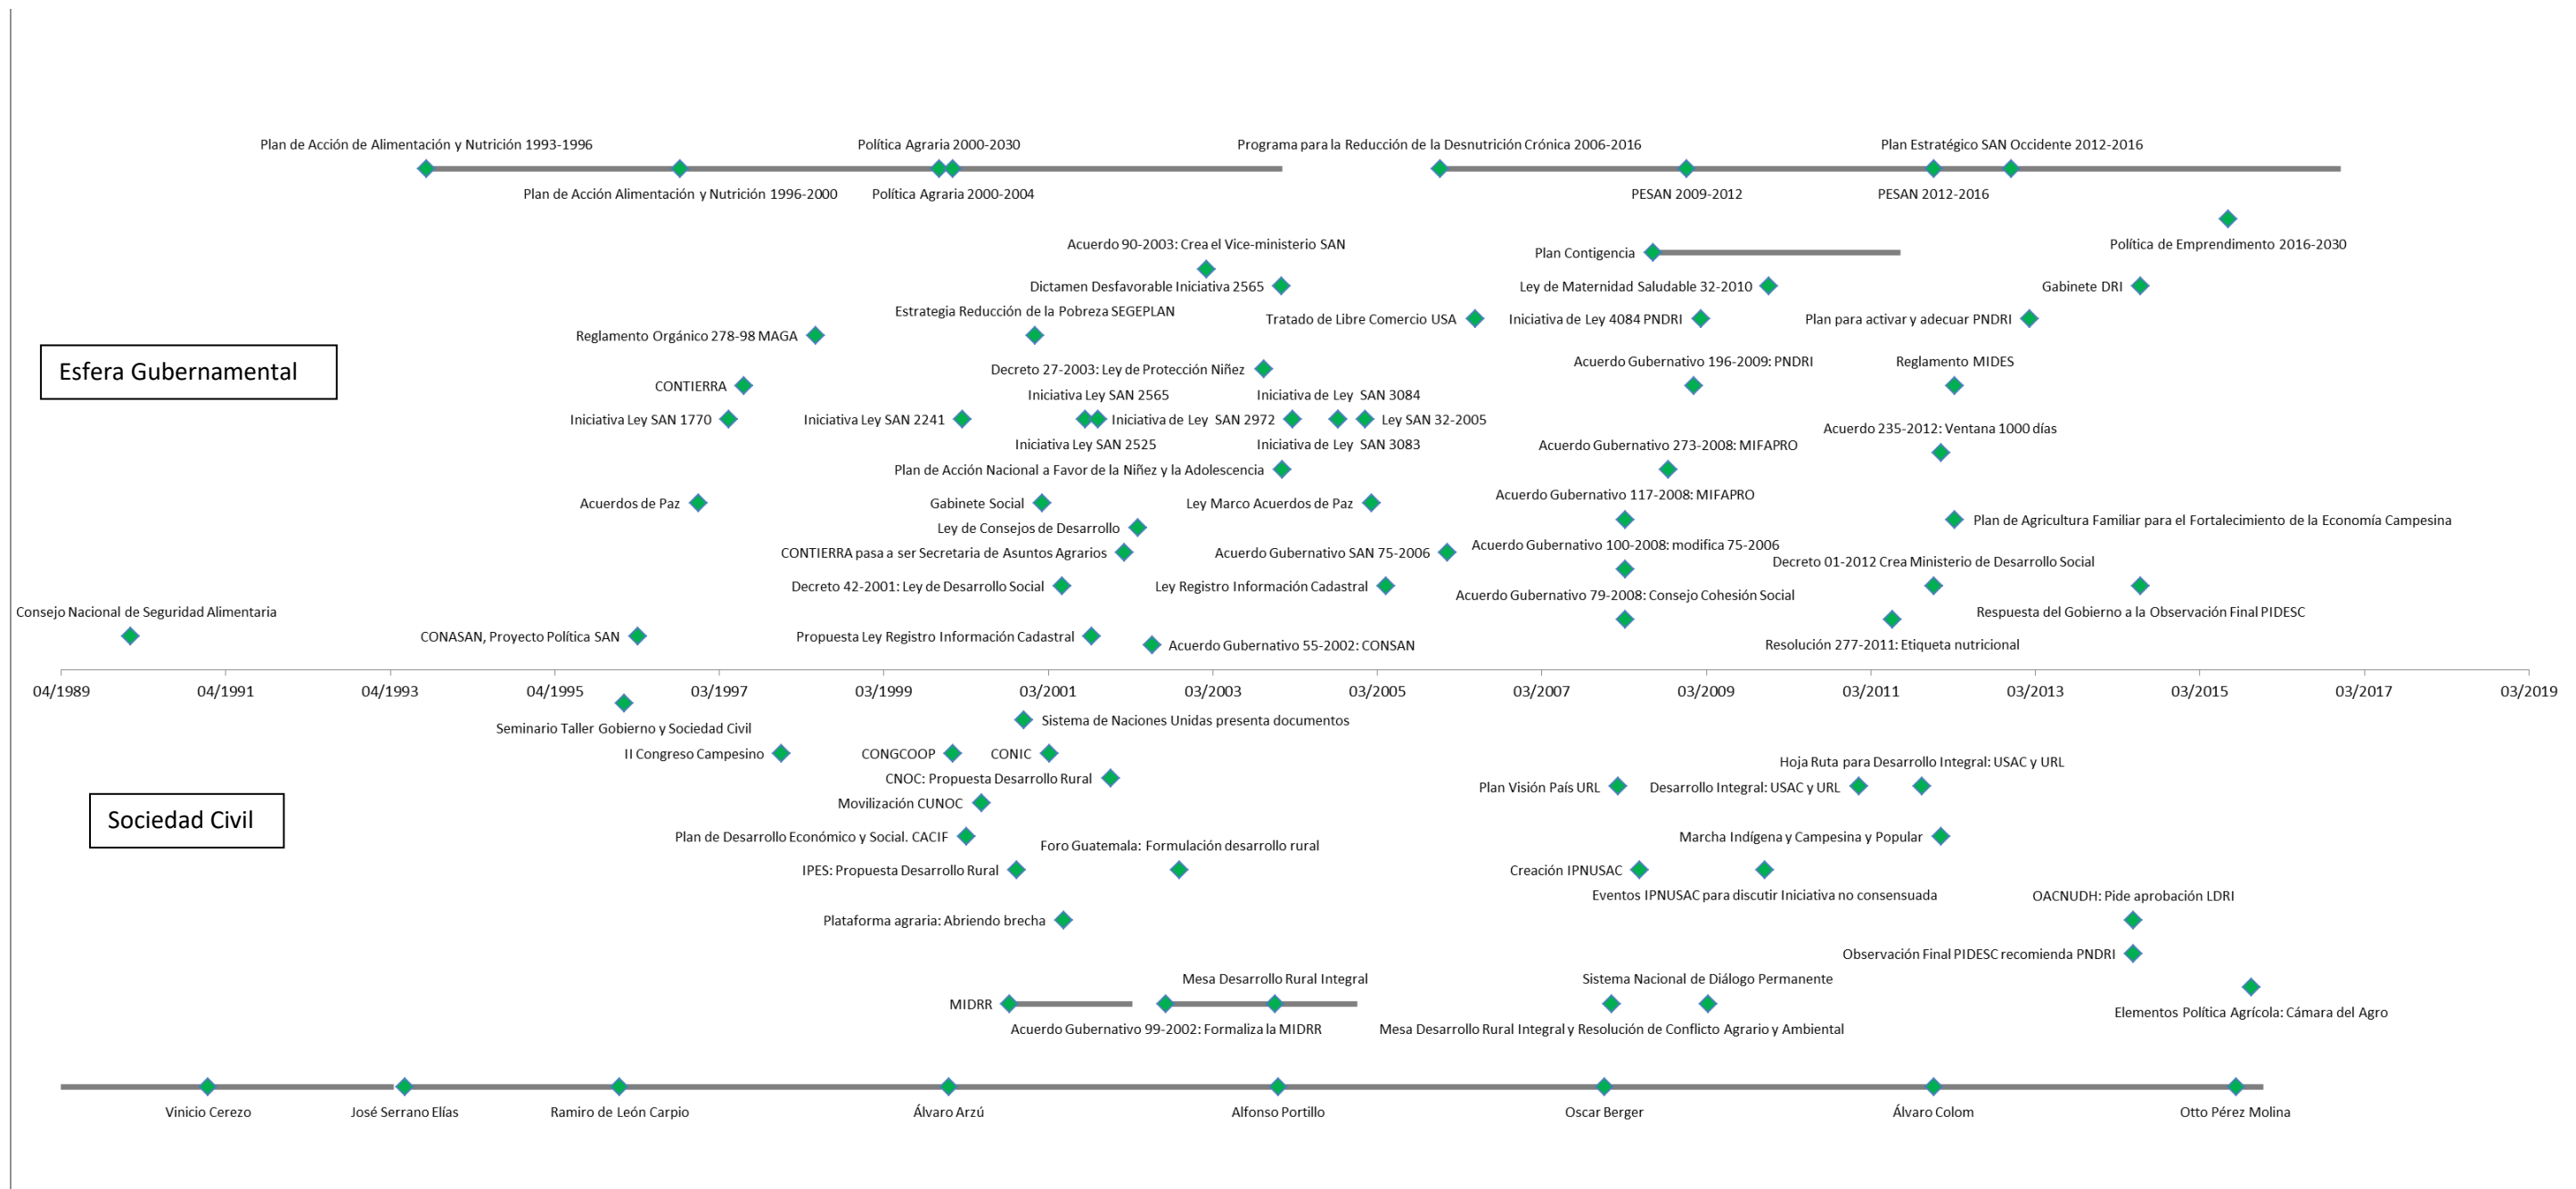 Plan de Acción de Alimentación y Nutrición 1993-1996
Política Agraria 2000-2030
Programa para la Reducción de la Desnutrición Crónica 2006-2016
Plan Estratégico SAN Occidente 2012-2016
Plan de Acción Alimentación y Nutrición 1996-2000
Política Agraria 2000-2004
PESAN 2009-2012
PESAN 2012-2016
Acuerdo 90-2003: Crea el Vice-ministerio SAN
Plan Contigencia
Política de Emprendimento 2016-2030
Dictamen Desfavorable Iniciativa 2565
Ley de Maternidad Saludable 32-2010
Gabinete DRI
Estrategia Reducción de la Pobreza SEGEPLAN
Tratado de Libre Comercio USA
Iniciativa de Ley 4084 PNDRI
Plan para activar y adecuar PNDRI
Reglamento Orgánico 278-98 MAGA
Esfera Gubernamental
Decreto 27-2003: Ley de Protección Niñez
Acuerdo Gubernativo 196-2009: PNDRI
Reglamento MIDES
CONTIERRA
Iniciativa Ley SAN 2565
Iniciativa de Ley SAN 3084
Iniciativa Ley SAN 1770
Iniciativa Ley SAN 2241
Iniciativa de Ley SAN 2972
Ley SAN 32-2005
Acuerdo 235-2012: Ventana 1000 días
Iniciativa Ley SAN 2525
Iniciativa de Ley SAN 3083
Acuerdo Gubernativo 273-2008: MIFAPRO
Plan de Acción Nacional a Favor de la Niñez y la Adolescencia
Acuerdo Gubernativo 117-2008: MIFAPRO
Acuerdos de Paz
Gabinete Social
Ley Marco Acuerdos de Paz
Plan de Agricultura Familiar para el Fortalecimiento de la Economía Campesina
Ley de Consejos de Desarrollo
Acuerdo Gubernativo 100-2008: modifica 75-2006
CONTIERRA pasa a ser Secretaria de Asuntos Agrarios
Acuerdo Gubernativo SAN 75-2006
Decreto 01-2012 Crea Ministerio de Desarrollo Social
Decreto 42-2001: Ley de Desarrollo Social
Ley Registro Información Cadastral
Acuerdo Gubernativo 79-2008: Consejo Cohesión Social
Consejo Nacional de Seguridad Alimentaria
Respuesta del Gobierno a la Observación Final PIDESC
CONASAN, Proyecto Política SAN
Propuesta Ley Registro Información Cadastral
Acuerdo Gubernativo 55-2002: CONSAN
Resolución 277-2011: Etiqueta nutricional
04/1989 04/1991 04/1993 04/1995 03/1997 03/1999 03/2001 03/2003 03/2005 03/2007 03/2009 03/2011 03/2013 03/2015 03/2017 03/2019
Sistema de Naciones Unidas presenta documentos
Seminario Taller Gobierno y Sociedad Civil
II Congreso Campesino
CONGCOOP
CONIC
Hoja Ruta para Desarrollo Integral: USAC y URL
CNOC: Propuesta Desarrollo Rural
Plan Visión País URL
Desarrollo Integral: USAC y URL
Movilización CUNOC
Sociedad Civil
Plan de Desarrollo Económico y Social. CACIF
Marcha Indígena y Campesina y Popular
Foro Guatemala: Formulación desarrollo rural
IPES: Propuesta Desarrollo Rural
Creación IPNUSAC
Eventos IPNUSAC para discutir Iniciativa no consensuada
OACNUDH: Pide aprobación LDRI
Plataforma agraria: Abriendo brecha
Observación Final PIDESC recomienda PNDRI
Mesa Desarrollo Rural Integral
Sistema Nacional de Diálogo Permanente
MIDRR
Elementos Política Agrícola: Cámara del Agro
Acuerdo Gubernativo 99-2002: Formaliza la MIDRR
Mesa Desarrollo Rural Integral y Resolución de Conflicto Agrario y Ambiental
Vinicio Cerezo
José Serrano Elías
Ramiro de León Carpio
Álvaro Arzú
Alfonso Portillo
Oscar Berger
Álvaro Colom
Otto Pérez Molina